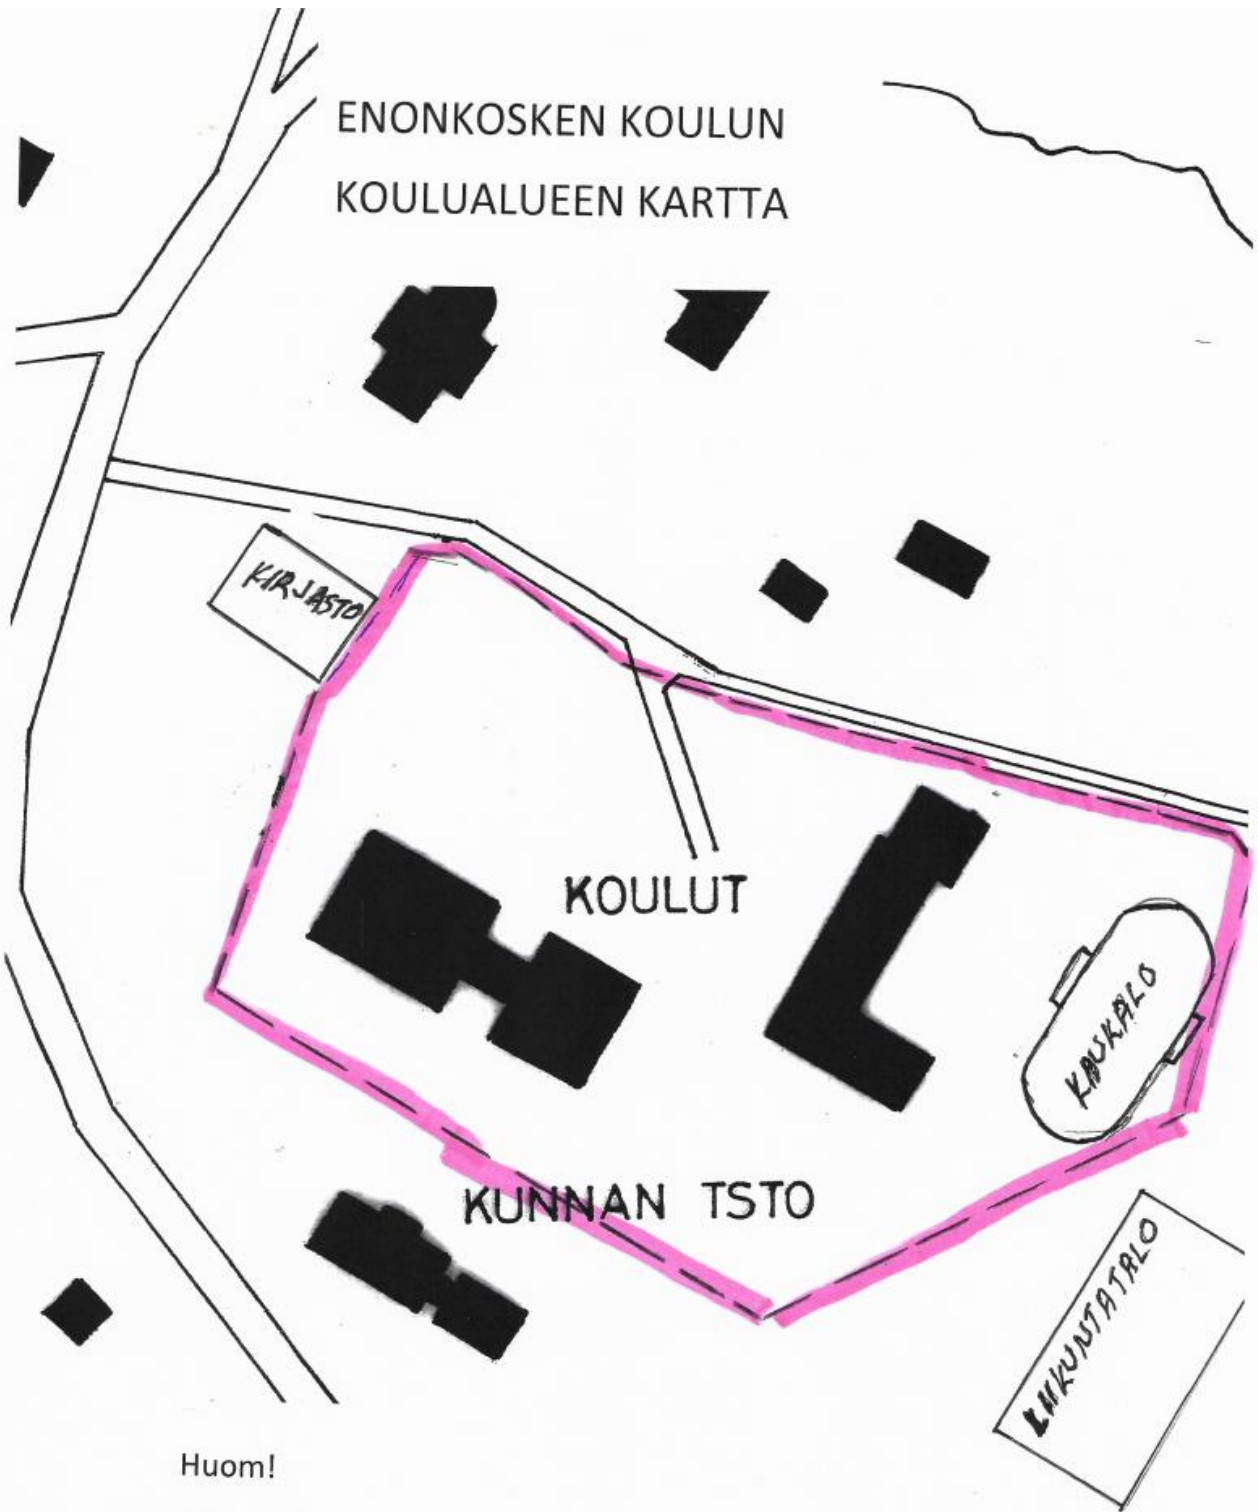 ENONKOSKEN KOULUN
KOULUALUEEN KARTTA
KIRJASTO
KOULUT
KAUKALO
KUNNAN TSTO
LIIKUNTATALO
Huom!